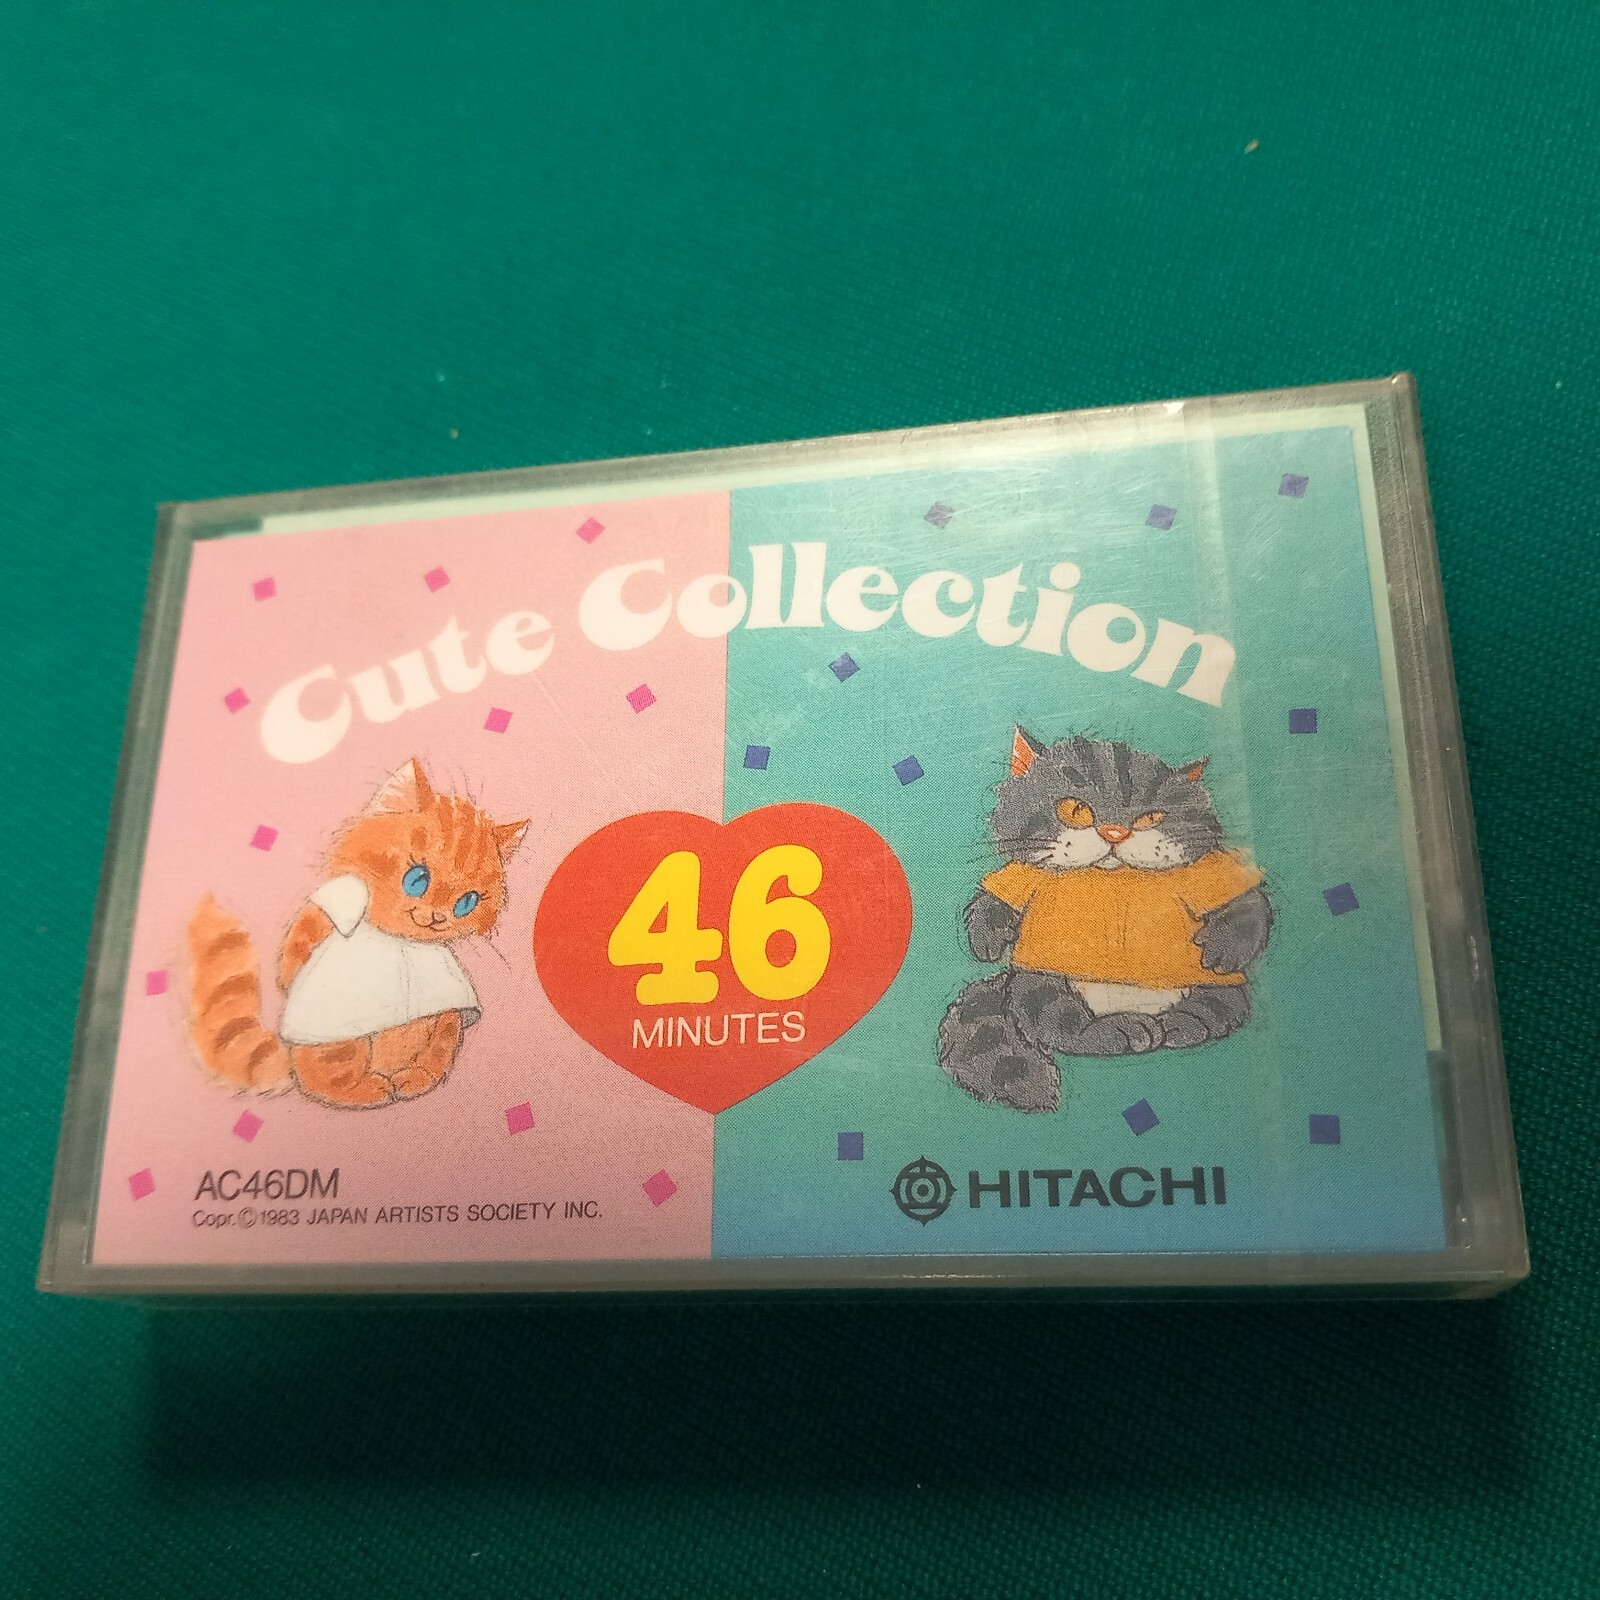 Cute Collection
46
MINUTES
AC46DM
Copr.©1983 JAPAN ARTISTS SOCIETY INC.
HITACHI